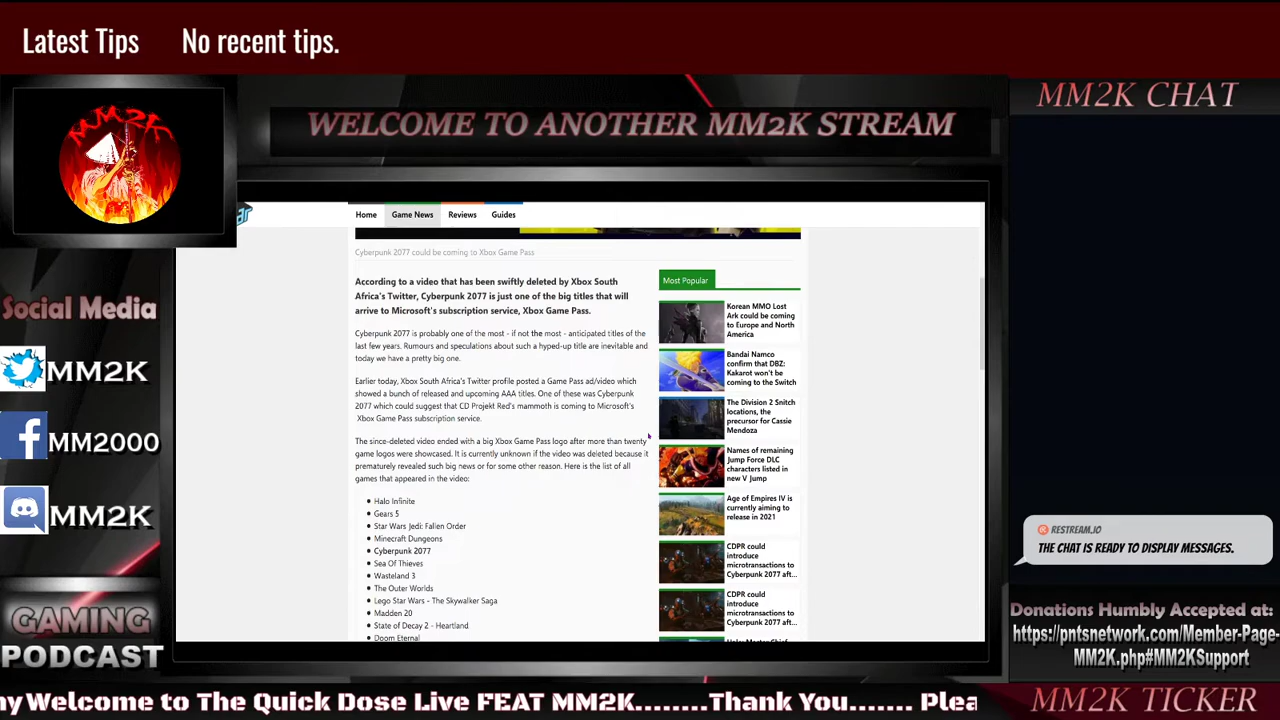 Latest Tips No recent tips.
MM2K
WELCOME TO ANOTHER MM2K STREAM
MM2K CHAT
Social Media
MM2K
MM2000
MM2K
GAMING
PODCAST
Home Game News Reviews Guides
Cyberpunk 2077 could be coming to Xbox Game Pass
According to a video that has been swiftly deleted by Xbox South
Africa's Twitter, Cyberpunk 2077 is just one of the big titles that will
arrive to Microsoft's subscription service, Xbox Game Pass.
Cyberpunk 2077 is probably one of the most - if not the most - anticipated titles of the
last few years. Rumours and speculations about such a hyped-up title are inevitable and
today we have a pretty big one.
Earlier today, Xbox South Africa's Twitter profile posted a Game Pass ad/video which
showed a bunch of released and upcoming AAA titles. One of these was Cyberpunk
2077 which could suggest that CD Projekt Red's mammoth is coming to Microsoft's
Xbox Game Pass subscription service.
The since-deleted video ended with a big Xbox Game Pass logo after more than twenty
game logos were showcased. It is currently unknown if the video was deleted because it
prematurely revealed such big news or for some other reason. Here is the list of all
games that appeared in the video:
• Halo Infinite
• Gears 5
• Star Wars Jedi: Fallen Order
• Minecraft Dungeons
• Cyberpunk 2077
• Sea Of Thieves
• Wasteland 3
• The Outer Worlds
• Lego Star Wars - The Skywalker Saga
• Madden 20
• State of Decay 2 - Heartland
• Doom Eternal
Most Popular
Korean MMO Lost
Ark could be coming
to Europe and North
America
Bandai Namco
confirm that DBZ:
Kakarot won't be
coming to the Switch
The Division 2 Snitch
locations, the
precursor for Cassie
Mendoza
Names of remaining
Jump Force DLC
characters listed in
new V Jump
Age of Empires IV is
currently aiming to
release in 2021
CDPR could
introduce
microtransactions to
Cyberpunk 2077 aft...
CDPR could
introduce
microtransactions to
Cyberpunk 2077 aft...
RESTREAM.IO
THE CHAT IS READY TO DISPLAY MESSAGES.
Donations Humbly Accepted at:
https://pntsnetwork.com/Member-Page-
MM2K.php#MM2KSupport
ny Welcome to The Quick Dose Live FEAT MM2K........Thank You....... Plea
MM2K TICKER